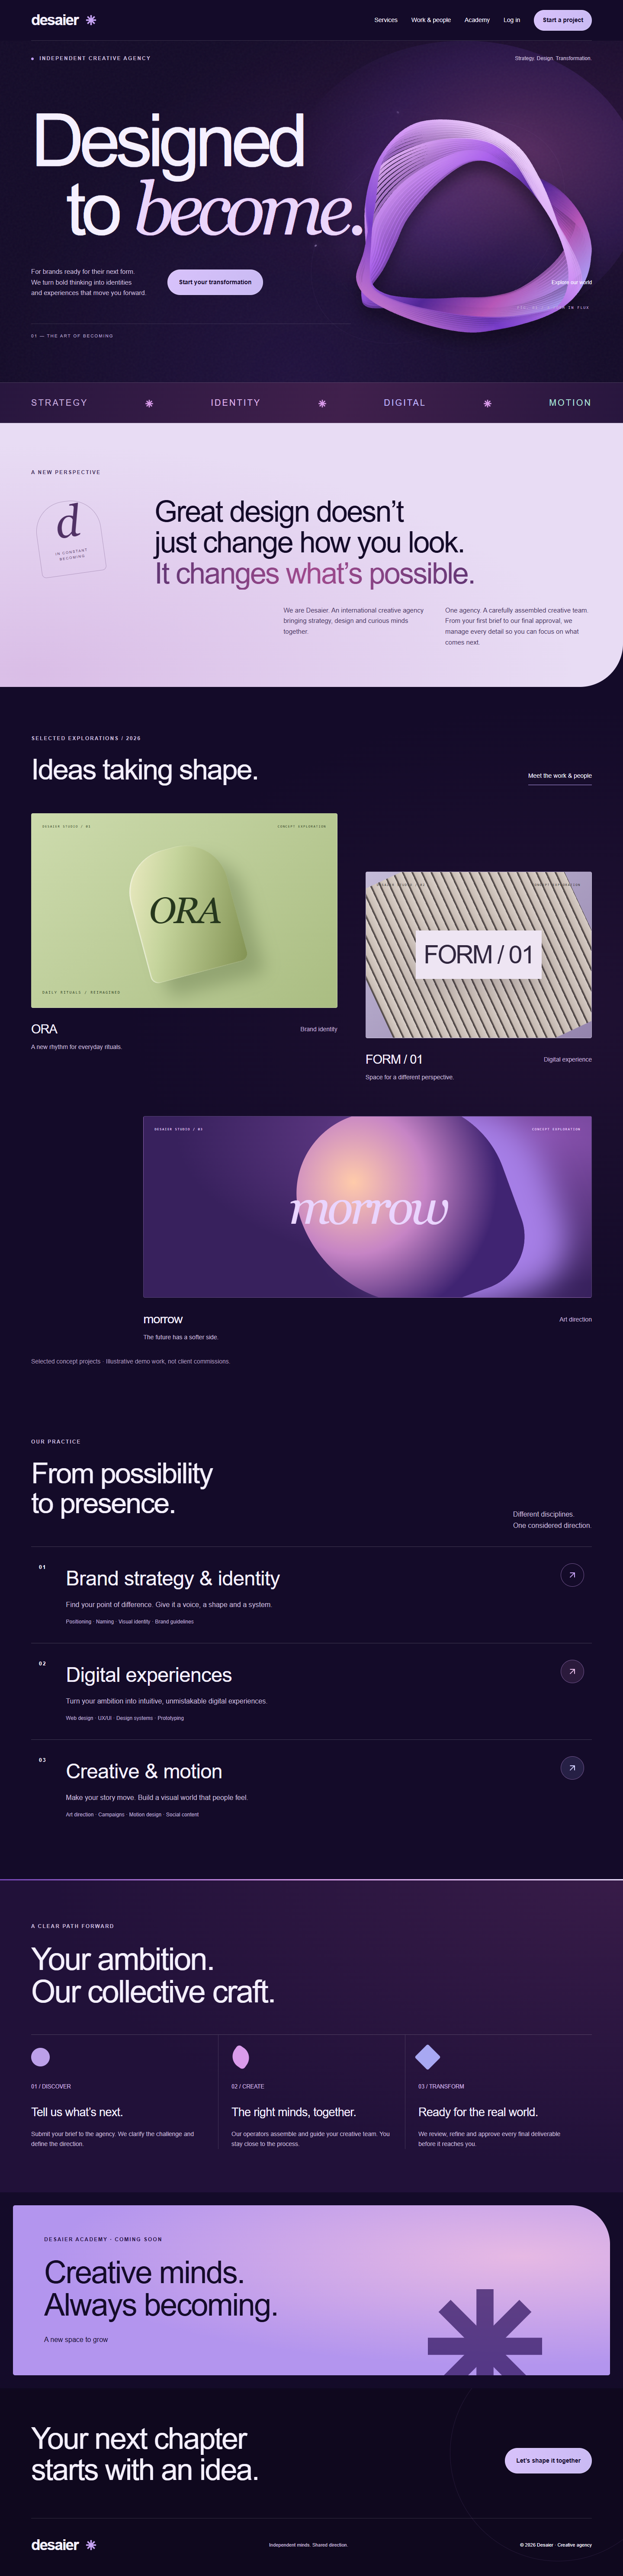 desaier
Services Work & people Academy Log in Start a project
INDEPENDENT CREATIVE AGENCY
Strategy. Design. Transformation.
Designed
to become.
For brands ready for their next form.
We turn bold thinking into identities
and experiences that move you forward.
Start your transformation
Explore our world
IN FLUX
01 — THE ART OF BECOMING
STRATEGY IDENTITY DIGITAL MOTION
A NEW PERSPECTIVE
d
IN CONSTANT
BECOMING
Great design doesn’t
just change how you look.
It changes what’s possible.
We are Desaier. An international creative agency
bringing strategy, design and curious minds
together.
One agency. A carefully assembled creative team.
From your first brief to our final approval, we
manage every detail so you can focus on what
comes next.
SELECTED EXPLORATIONS / 2026
Ideas taking shape.
Meet the work & people
DESAIER STUDIO / 01
CONCEPT EXPLORATION
ORA
DAILY RITUALS / REIMAGINED
ORA
Brand identity
A new rhythm for everyday rituals.
FORM / 01
FORM / 01
Digital experience
Space for a different perspective.
DESAIER STUDIO / 03
CONCEPT EXPLORATION
morrow
morrow
Art direction
The future has a softer side.
Selected concept projects · Illustrative demo work, not client commissions.
OUR PRACTICE
From possibility
to presence.
Different disciplines.
One considered direction.
01
Brand strategy & identity
Find your point of difference. Give it a voice, a shape and a system.
Positioning · Naming · Visual identity · Brand guidelines
02
Digital experiences
Turn your ambition into intuitive, unmistakable digital experiences.
Web design · UX/UI · Design systems · Prototyping
03
Creative & motion
Make your story move. Build a visual world that people feel.
Art direction · Campaigns · Motion design · Social content
A CLEAR PATH FORWARD
Your ambition.
Our collective craft.
01 / DISCOVER
Tell us what’s next.
Submit your brief to the agency. We clarify the challenge and
define the direction.
02 / CREATE
The right minds, together.
Our operators assemble and guide your creative team. You
stay close to the process.
03 / TRANSFORM
Ready for the real world.
We review, refine and approve every final deliverable
before it reaches you.
DESAIER ACADEMY · COMING SOON
Creative minds.
Always becoming.
A new space to grow
Your next chapter
starts with an idea.
Let’s shape it together
desaier
Independent minds. Shared direction.
© 2026 Desaier · Creative agency